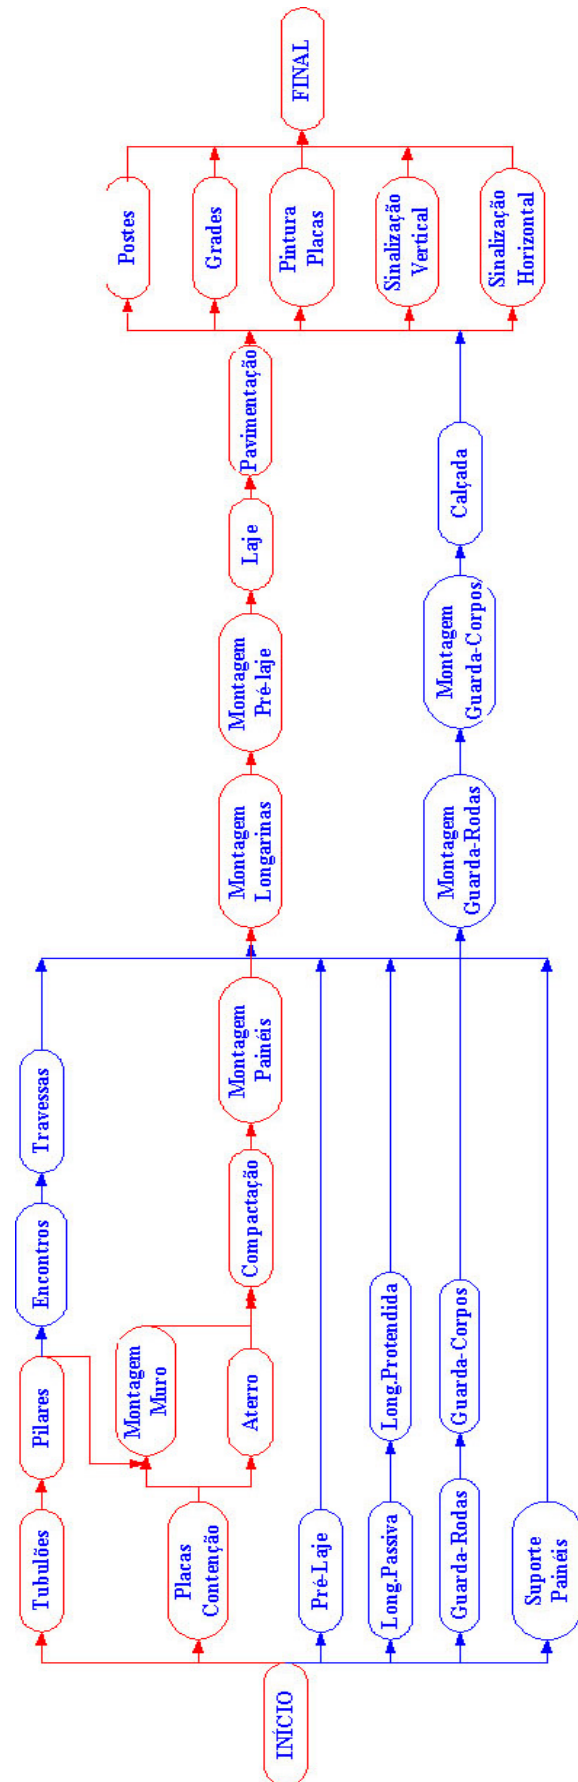 INÍCIO
Tubulões
Pilares
Encontros
Travessas
Placas
Contenção
Montagem
Muro
Aterro
Compactação
Montagem
Painéis
Pré-Laje
Long.Passiva
Long.Protendida
Guarda-Rodas
Guarda-Corpos
Suporte
Painéis
Montagem
Longarinas
Montagem
Pré-laje
Laje
Pavimentação
Montagem
Guarda-Rodas
Montagem
Guarda-Corpos
Calçada
Postes
Grades
Pintura
Placas
Sinalização
Vertical
Sinalização
Horizontal
FINAL